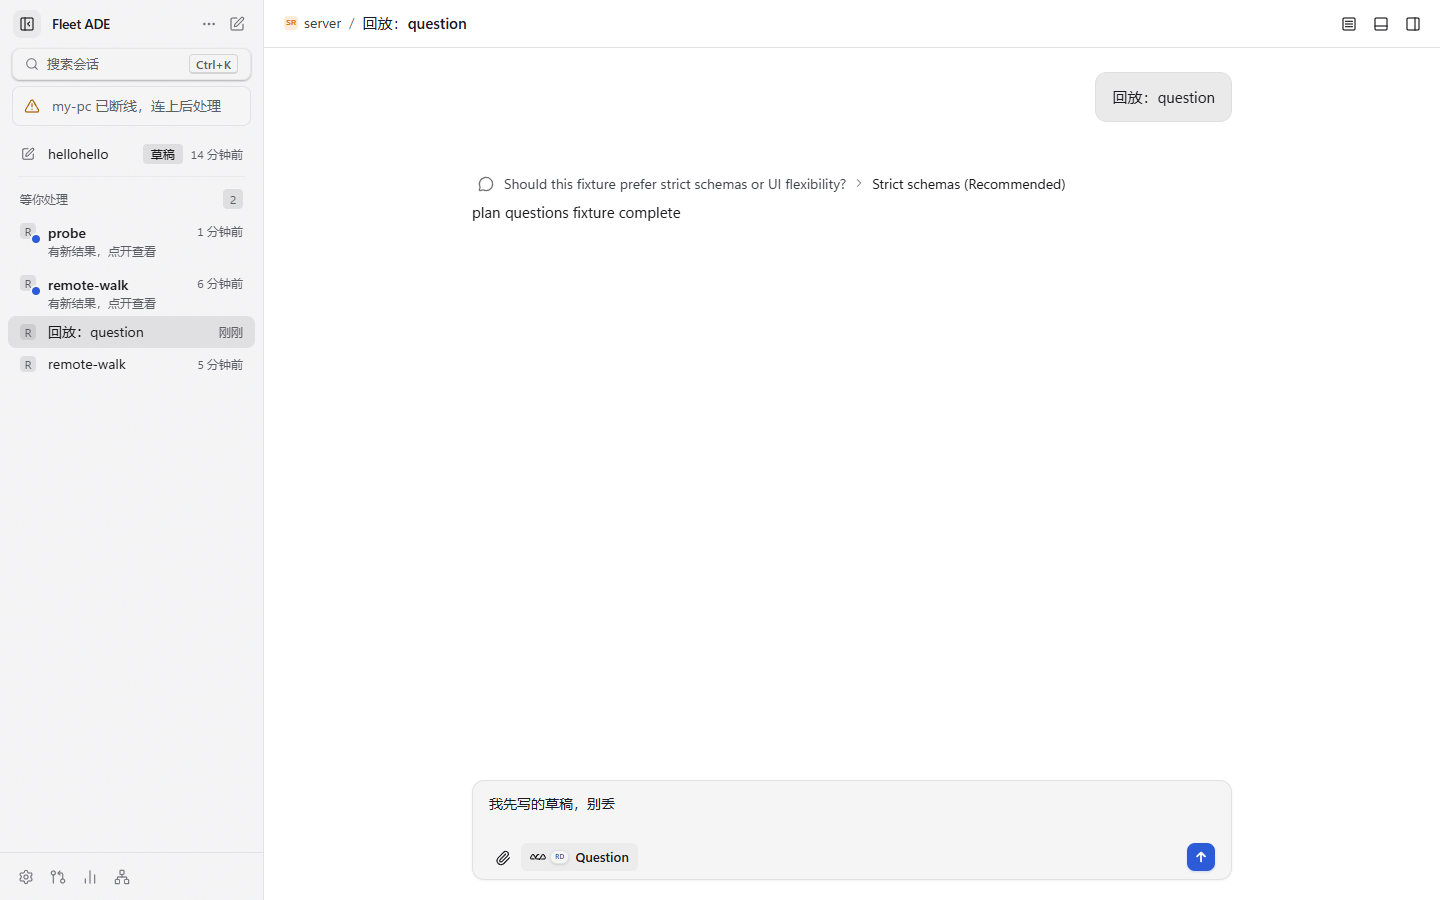 Fleet ADE
搜索会话 Ctrl+K
my-pc 已断线，连上后处理
hellohello 草稿 14 分钟前
等你处理 2
R probe 1 分钟前
有新结果，点开查看
R remote-walk 6 分钟前
有新结果，点开查看
R 回放：question 刚刚
R remote-walk 5 分钟前
SR server / 回放：question
回放：question
Should this fixture prefer strict schemas or UI flexibility? > Strict schemas (Recommended)
plan questions fixture complete
我先写的草稿，别丢
RD Question